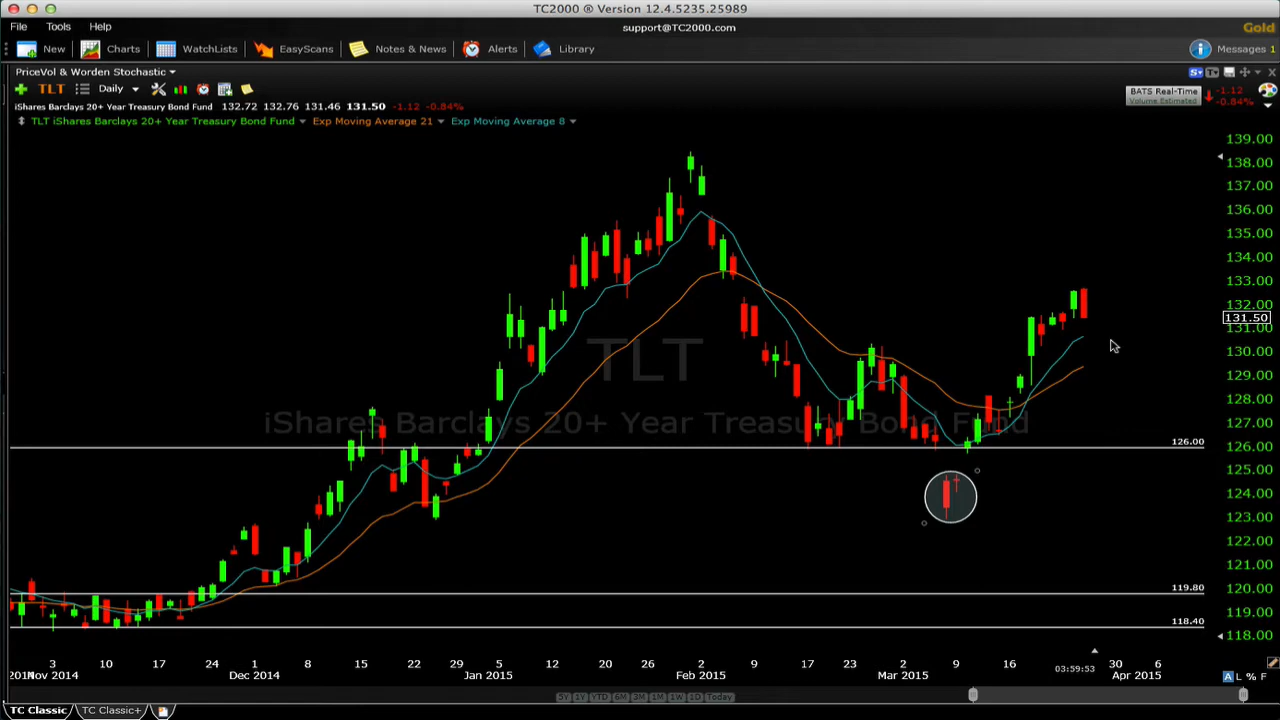 TC2000 ® Version 12.4.5235.25989
File Tools Help support@TC2000.com Gold
New Charts WatchLists EasyScans Notes & News Alerts Library Messages 1
PriceVol & Worden Stochastic
TLT Daily BATS Real-Time -1.12
Volume Estimated -0.84%
iShares Barclays 20+ Year Treasury Bond Fund 132.72 132.76 131.46 131.50 -1.12 -0.84%
TLT iShares Barclays 20+ Year Treasury Bond Fund Exp Moving Average 21 Exp Moving Average 8
139.00
138.00
137.00
136.00
135.00
134.00
133.00
132.00
131.50
131.00
TLT
130.00
129.00
128.00
iShares Barclays 20+ Year Treasury Bond Fund
127.00
126.00
126.00
125.00
124.00
123.00
122.00
121.00
120.00
119.80
119.00
118.40
118.00
3 10 17 24 1 8 15 22 29 5 12 20 26 2 9 17 23 2 9 16 03:59:53 30 6
Nov 2014 Dec 2014 Jan 2015 Feb 2015 Mar 2015 Apr 2015
A L % F
5Y 1Y YTD 6M 3M 1M 1W 1D Today
TC Classic TC Classic+